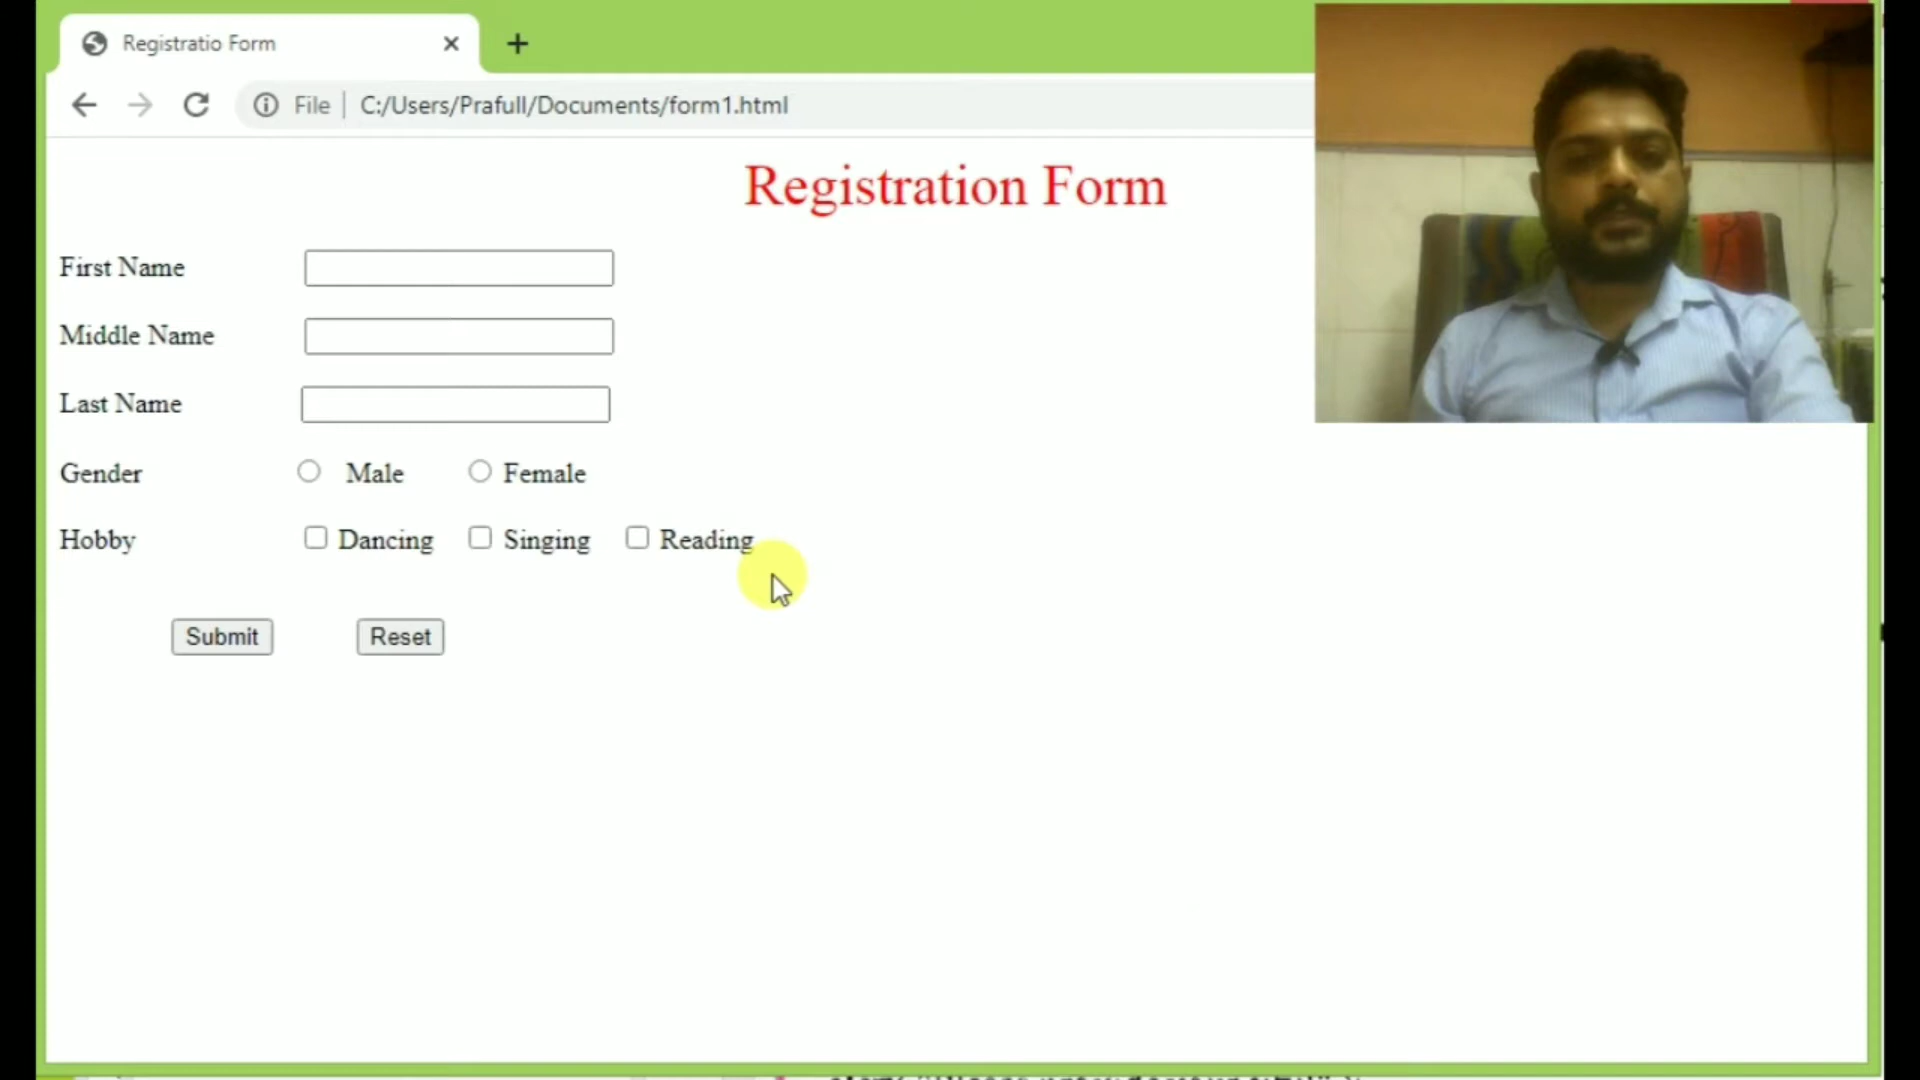 Registratio Form
File C:/Users/Prafull/Documents/form1.html
Registration Form
First Name
Middle Name
Last Name
Gender Male Female
Hobby Dancing Singing Reading
Submit Reset